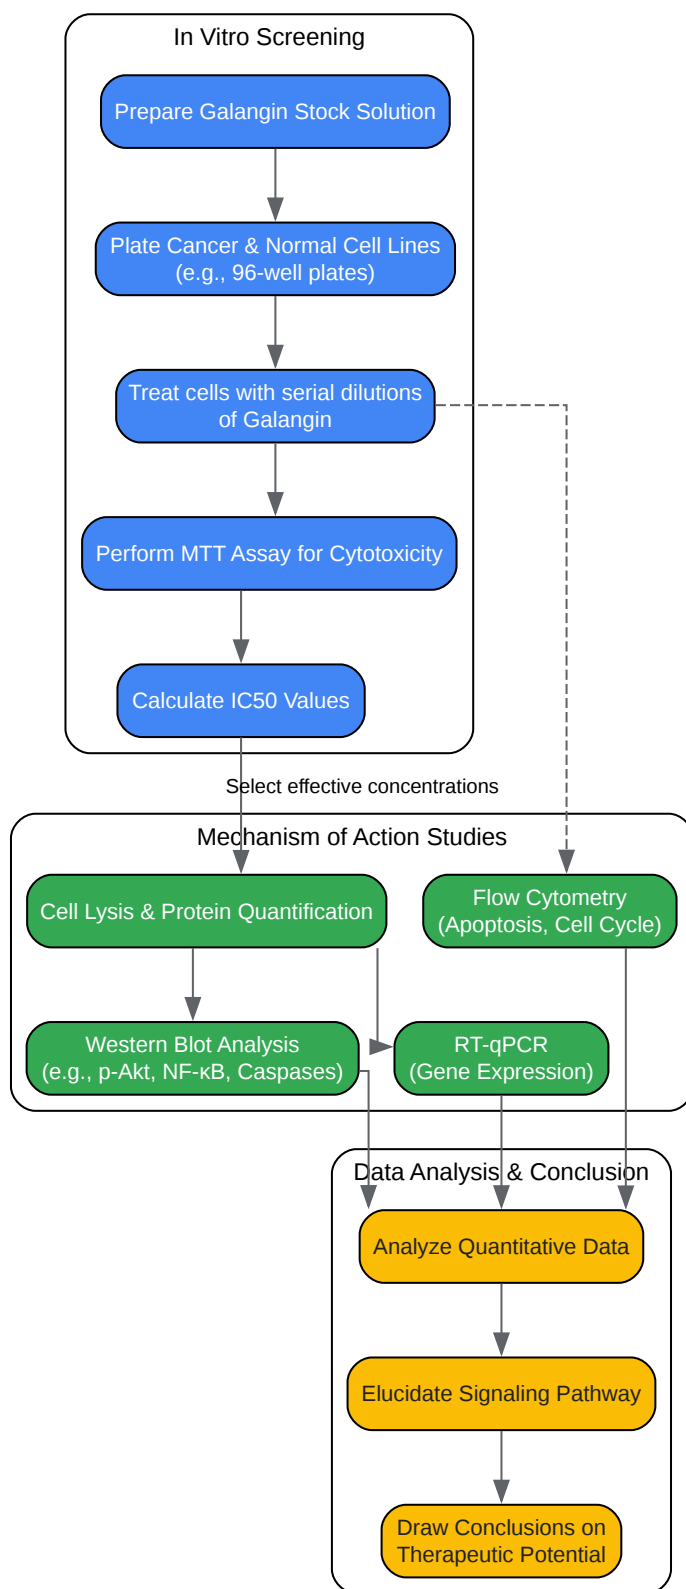 In Vitro Screening
Prepare Galangin Stock Solution
Plate Cancer & Normal Cell Lines
(e.g., 96-well plates)
Treat cells with serial dilutions
of Galangin
Perform MTT Assay for Cytotoxicity
Calculate IC50 Values
Select effective concentrations
Mechanism of Action Studies
Cell Lysis & Protein Quantification
Flow Cytometry
(Apoptosis, Cell Cycle)
Western Blot Analysis
(e.g., p-Akt, NF-κB, Caspases)
RT-qPCR
(Gene Expression)
Data Analysis & Conclusion
Analyze Quantitative Data
Elucidate Signaling Pathway
Draw Conclusions on
Therapeutic Potential